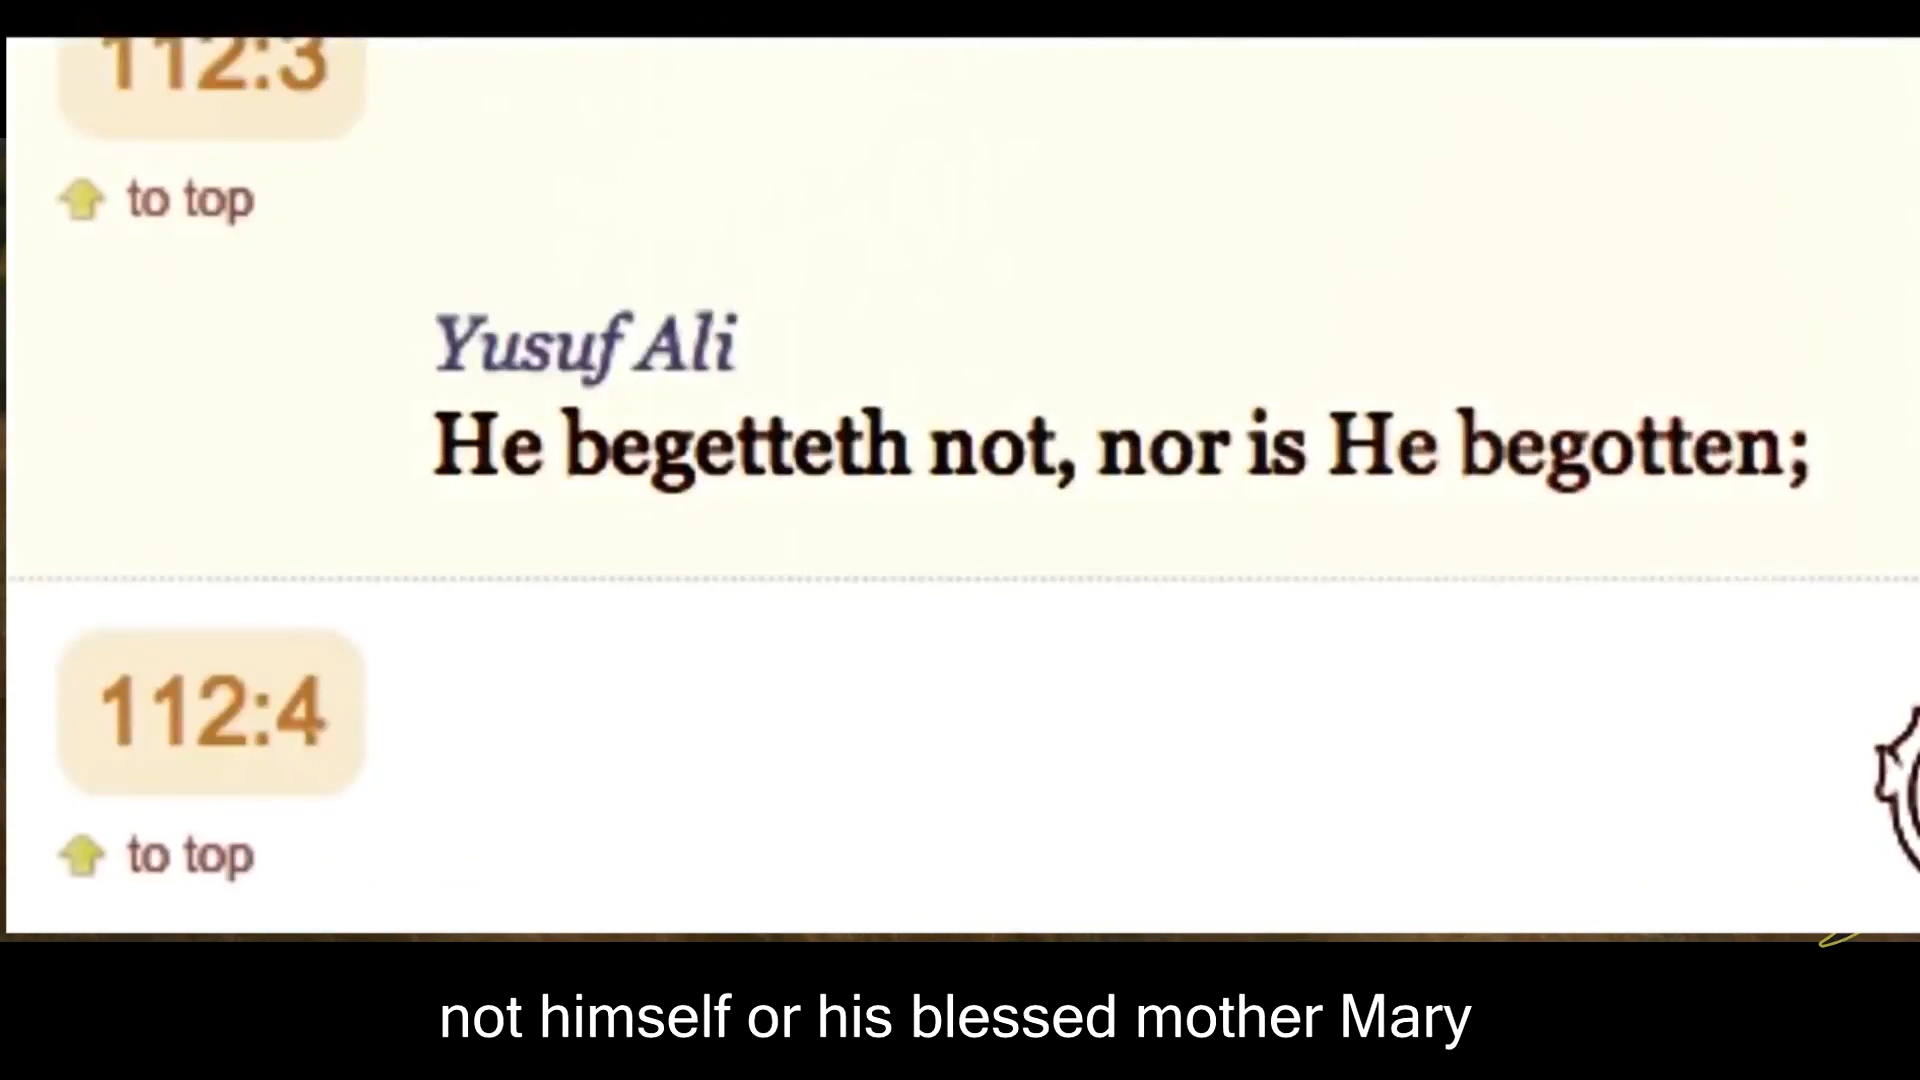 112:3
to top
Yusuf Ali
He begetteth not, nor is He begotten;
112:4
to top
not himself or his blessed mother Mary